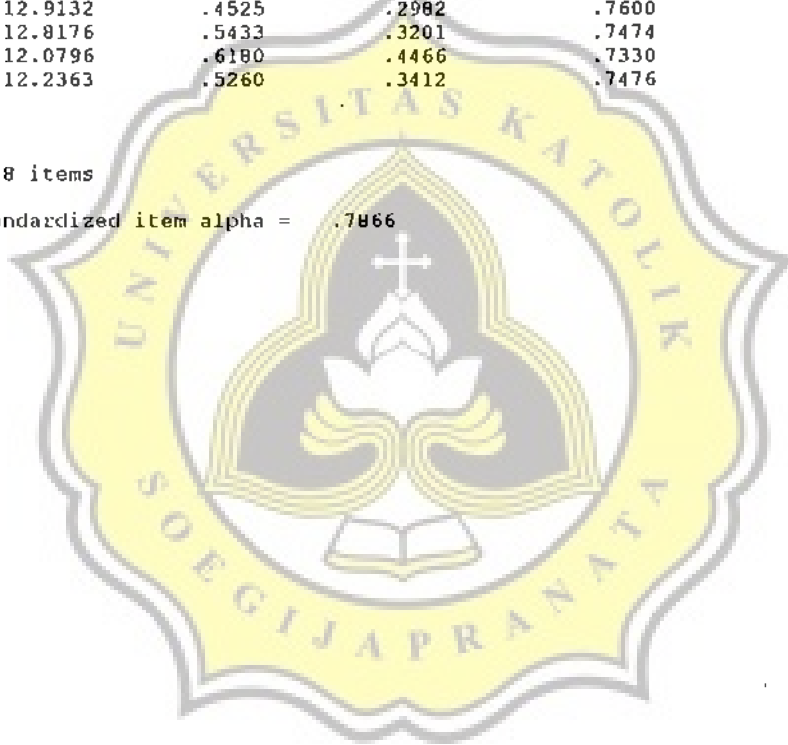 12.9132 .4525 .2982 .7600
12.8176 .5433 .3201 .7474
12.0796 .6180 .4466 .7330
12.2363 .5260 .3412 .7476
8 items
ndardized item alpha = .7866
UNIVERSITAS KATOLIK
SOEGIJAPRANATA